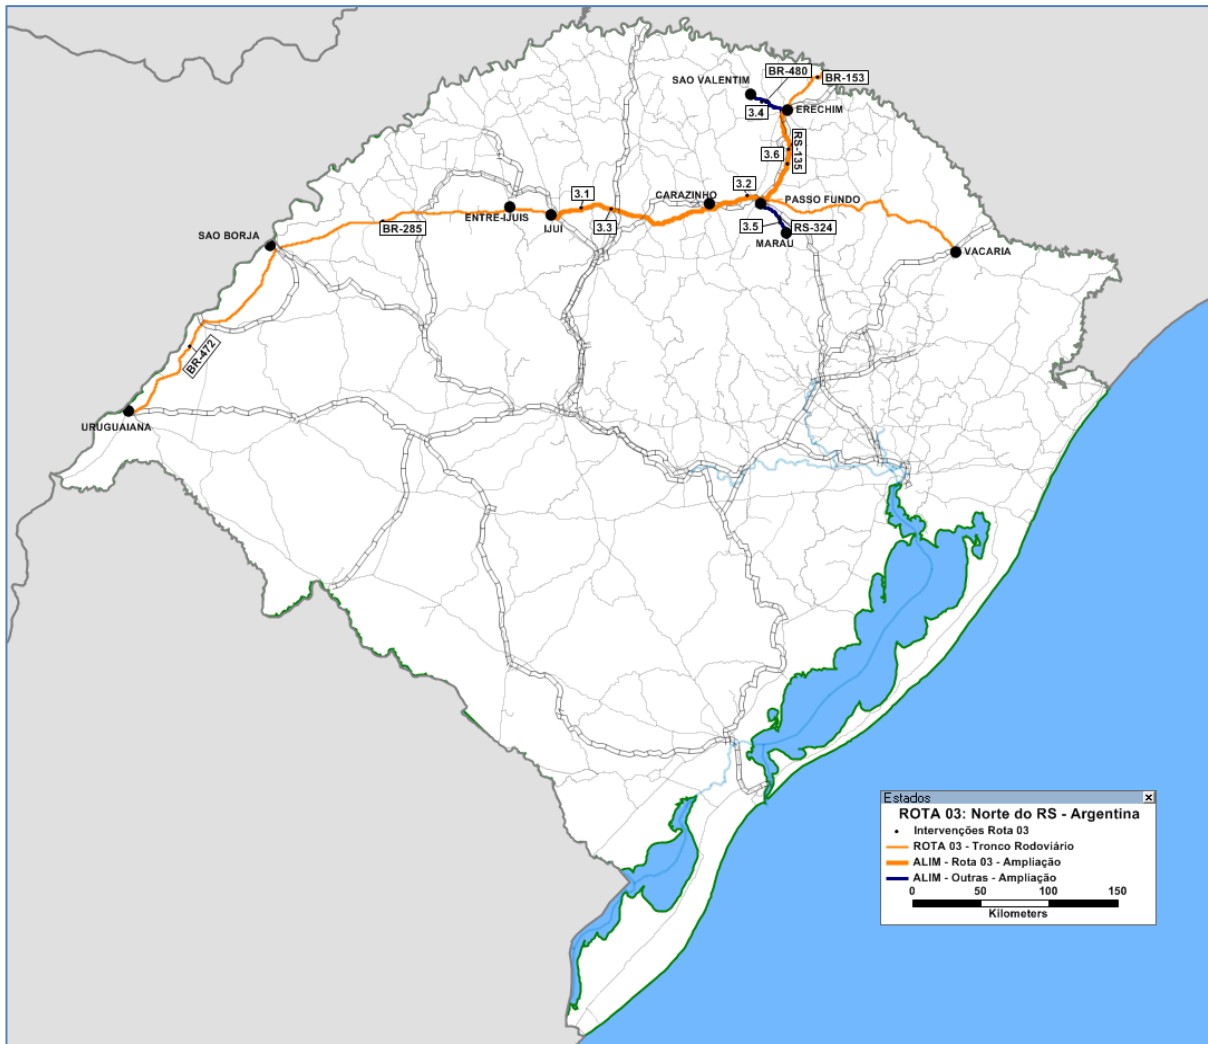 BR-480
BR-153
SAO VALENTIM
ERECHIM
3.4
RS-135
3.6
3.2
CARAZINHO
PASSO FUNDO
3.1
ENTRE-IJUIS
IJUI
3.3
3.5
RS-324
MARAU
BR-285
SAO BORJA
VACARIA
BR-472
URUGUAIANA
Estados
ROTA 03: Norte do RS - Argentina
Intervenções Rota 03
ROTA 03 - Tronco Rodoviário
ALIM - Rota 03 - Ampliação
ALIM - Outras - Ampliação
0 50 100 150
Kilometers